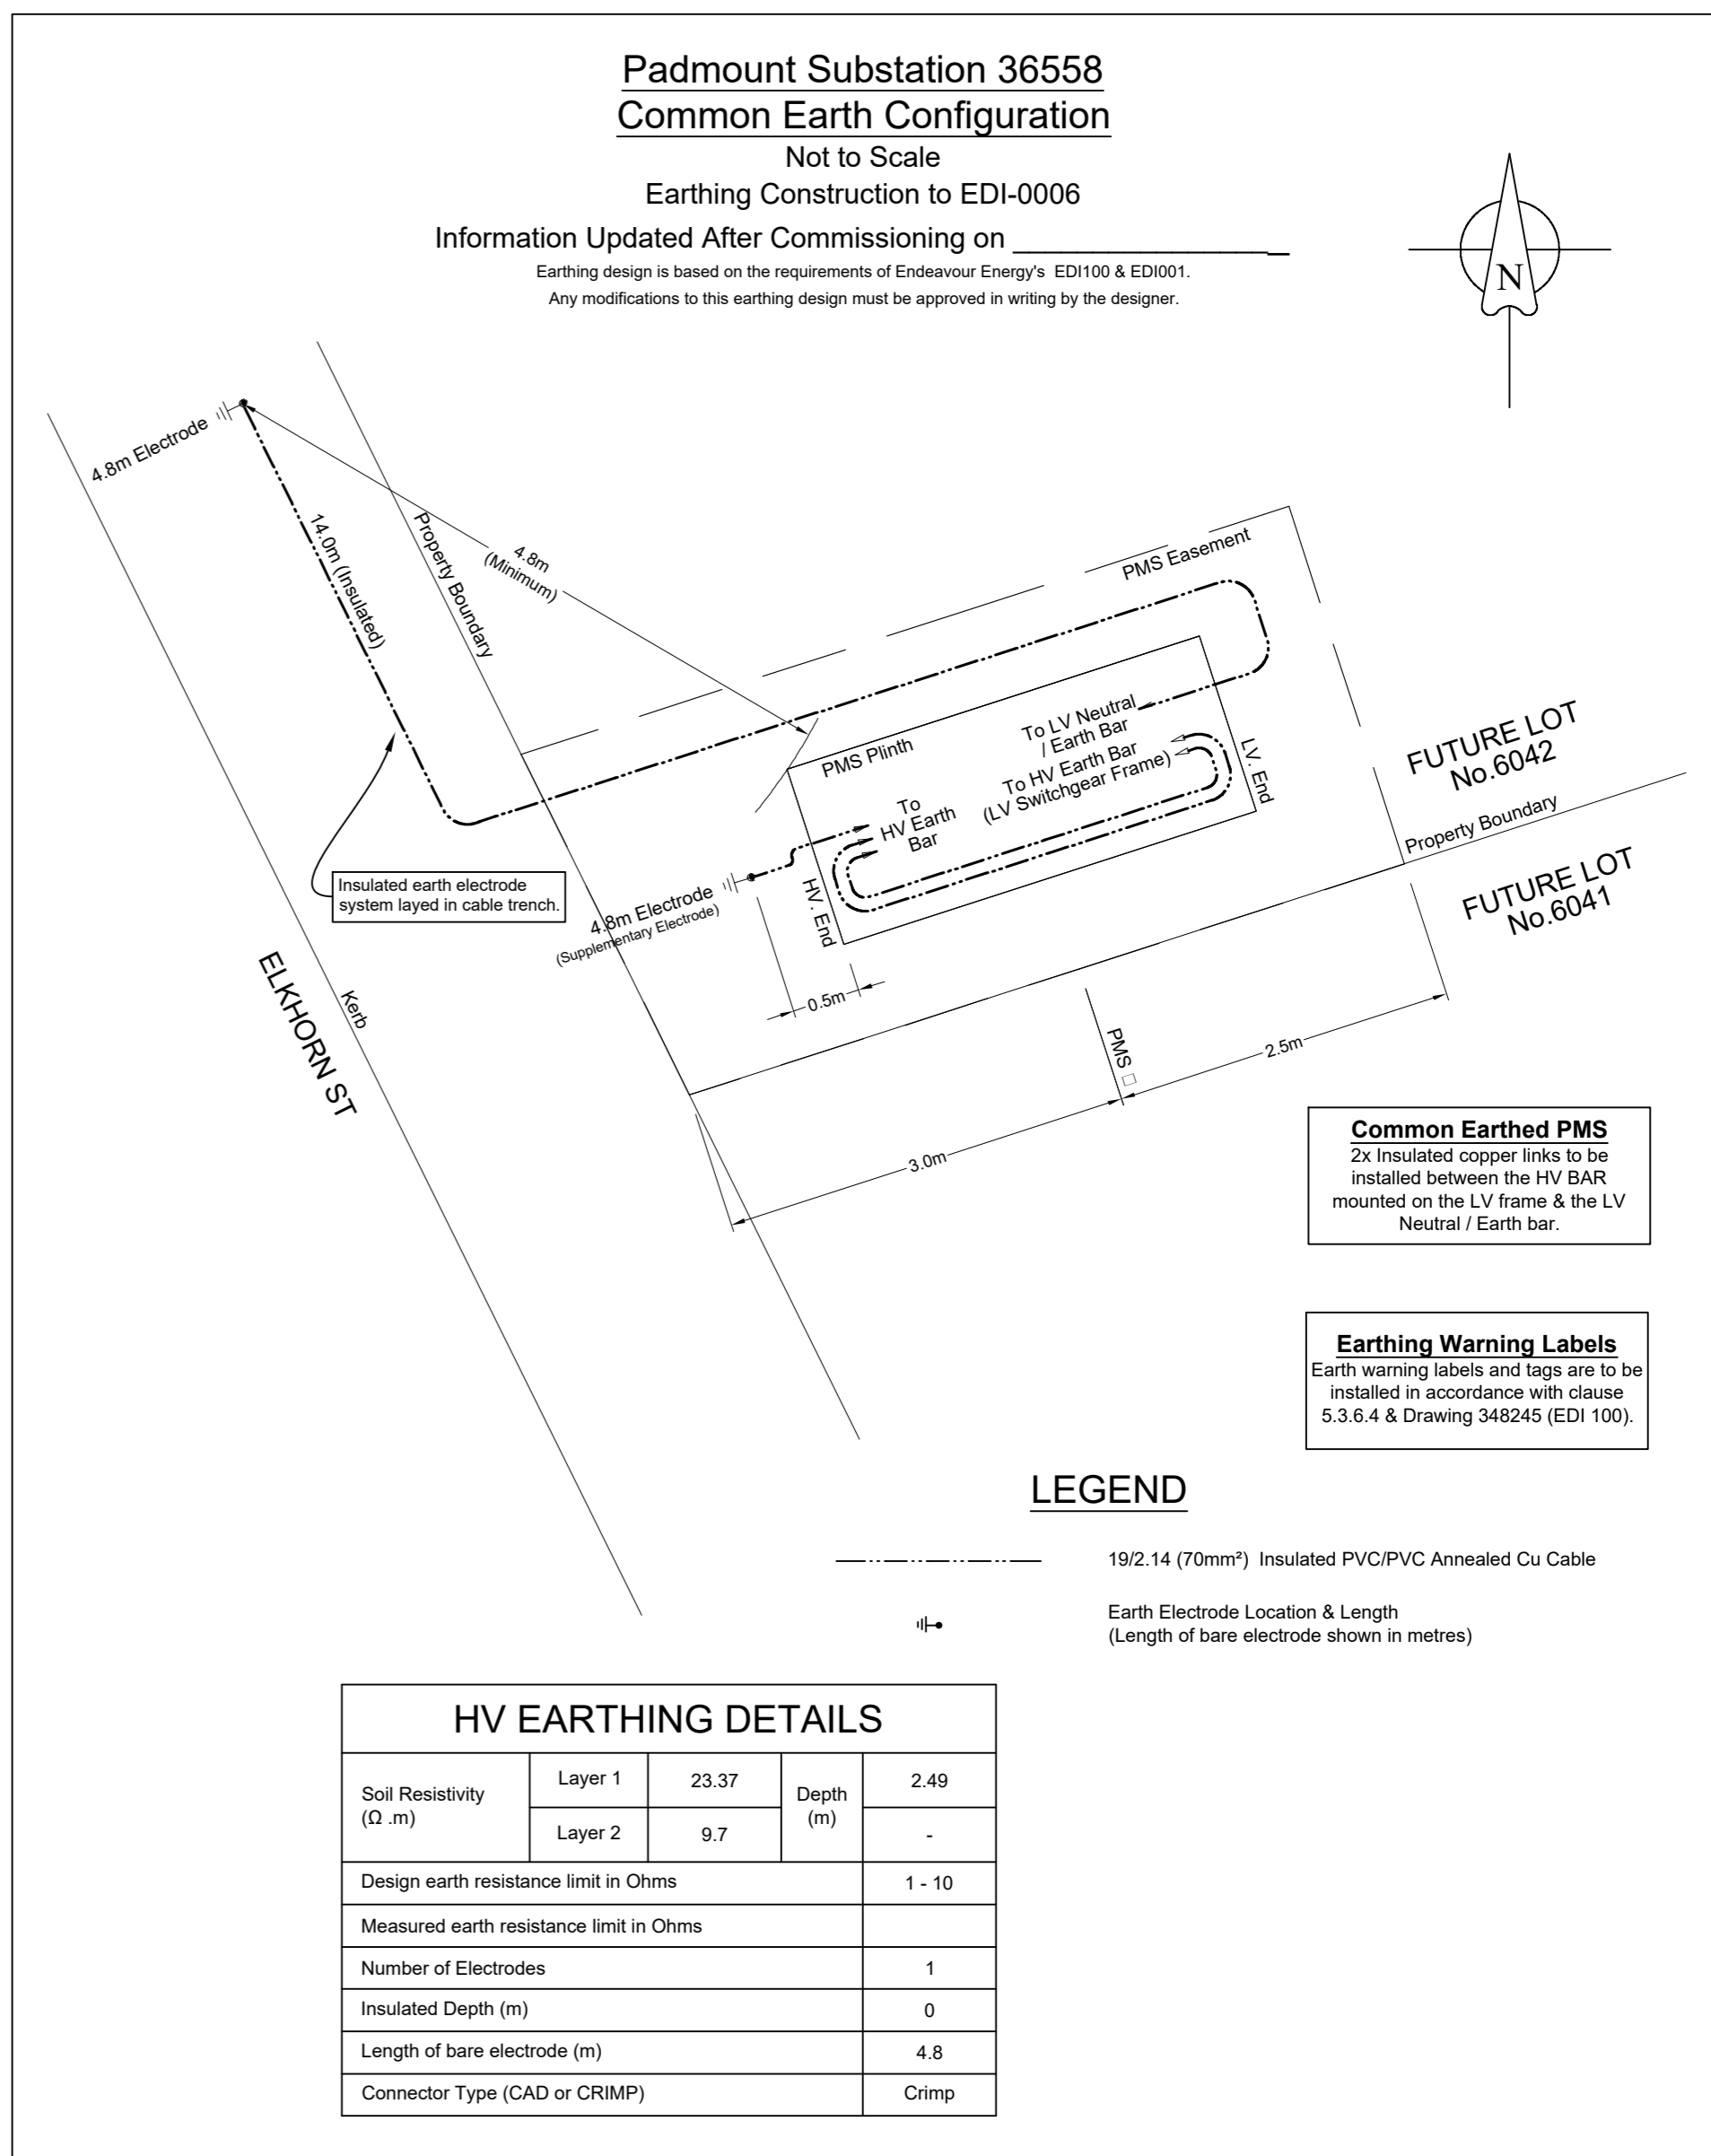 Padmount Substation 36558
Common Earth Configuration
Not to Scale
Earthing Construction to EDI-0006
Information Updated After Commissioning on _________________
Earthing design is based on the requirements of Endeavour Energy's EDI100 & EDI001.
Any modifications to this earthing design must be approved in writing by the designer.
N
4.8m Electrode
14.0m (Insulated)
Property Boundary
4.8m
(Minimum)
PMS Easement
PMS Plinth
To LV Neutral
/ Earth Bar
To HV Earth Bar
(LV Switchgear Frame)
LV. End
To
HV Earth
Bar
HV. End
4.8m Electrode
(Supplementary Electrode)
Insulated earth electrode
system layed in cable trench.
FUTURE LOT
No.6042
Property Boundary
FUTURE LOT
No.6041
ELKHORN ST
Kerb
0.5m
PMS □
2.5m
3.0m
Common Earthed PMS
2x Insulated copper links to be
installed between the HV BAR
mounted on the LV frame & the LV
Neutral / Earth bar.
Earthing Warning Labels
Earth warning labels and tags are to be
installed in accordance with clause
5.3.6.4 & Drawing 348245 (EDI 100).
LEGEND
19/2.14 (70mm²) Insulated PVC/PVC Annealed Cu Cable
Earth Electrode Location & Length
(Length of bare electrode shown in metres)
HV EARTHING DETAILS
Soil Resistivity
(Ω .m)
Layer 1
23.37
Depth
(m)
2.49
Layer 2
9.7
-
Design earth resistance limit in Ohms
1 - 10
Measured earth resistance limit in Ohms
Number of Electrodes
1
Insulated Depth (m)
0
Length of bare electrode (m)
4.8
Connector Type (CAD or CRIMP)
Crimp